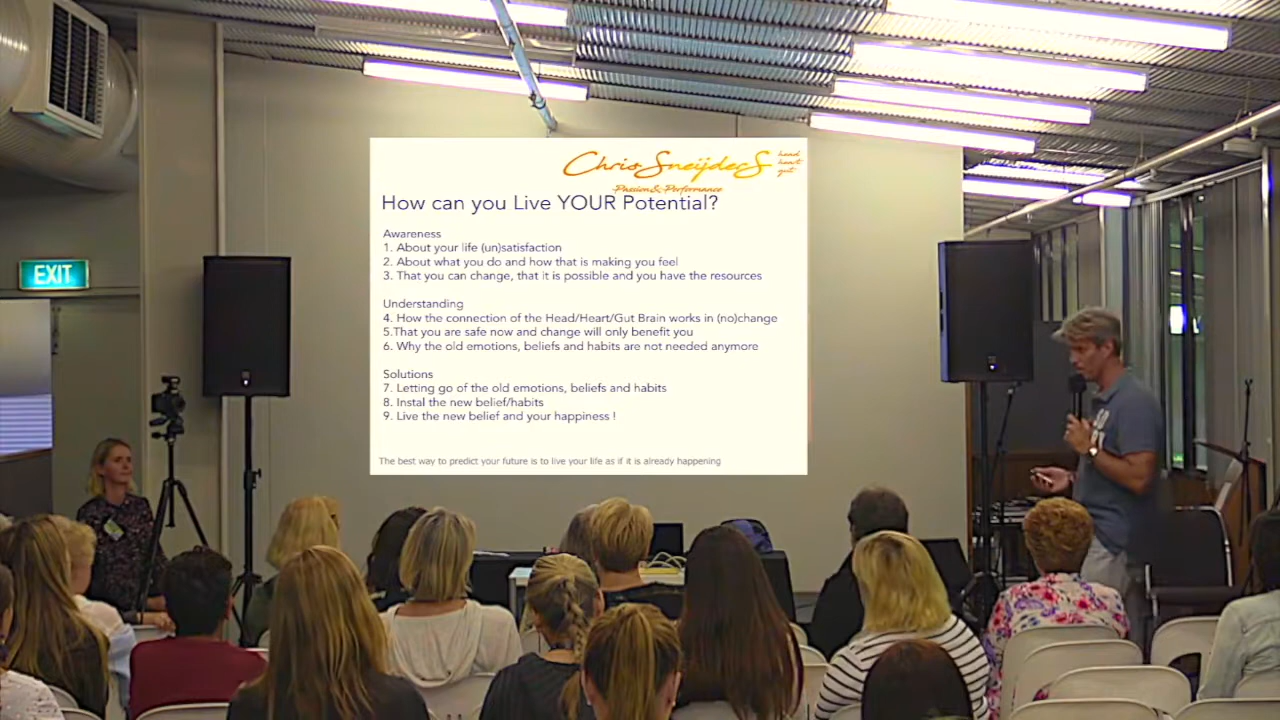 Chris SneijderS
head
heart
gut
Passion & Performance
How can you Live YOUR Potential?
Awareness
1. About your life (un)satisfaction
2. About what you do and how that is making you feel
3. That you can change, that it is possible and you have the resources
Understanding
4. How the connection of the Head/Heart/Gut Brain works in (no)change
5.That you are safe now and change will only benefit you
6. Why the old emotions, beliefs and habits are not needed anymore
Solutions
7. Letting go of the old emotions, beliefs and habits
8. Instal the new belief/habits
9. Live the new belief and your happiness !
The best way to predict your future is to live your life as if it is already happening
EXIT